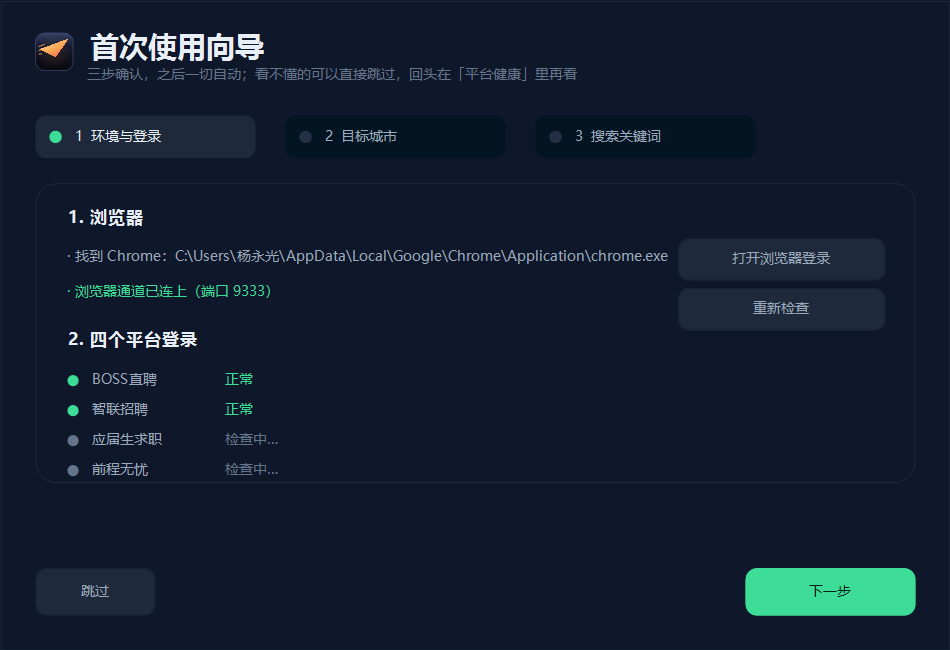 首次使用向导
三步确认，之后一切自动；看不懂的可以直接跳过，回头在「平台健康」里再看
1 环境与登录
2 目标城市
3 搜索关键词
1. 浏览器
· 找到 Chrome：C:\Users\杨永光\AppData\Local\Google\Chrome\Application\chrome.exe
打开浏览器登录
· 浏览器通道已连上（端口 9333）
重新检查
2. 四个平台登录
BOSS直聘 正常
智联招聘 正常
应届生求职 检查中...
前程无忧 检查中...
跳过
下一步